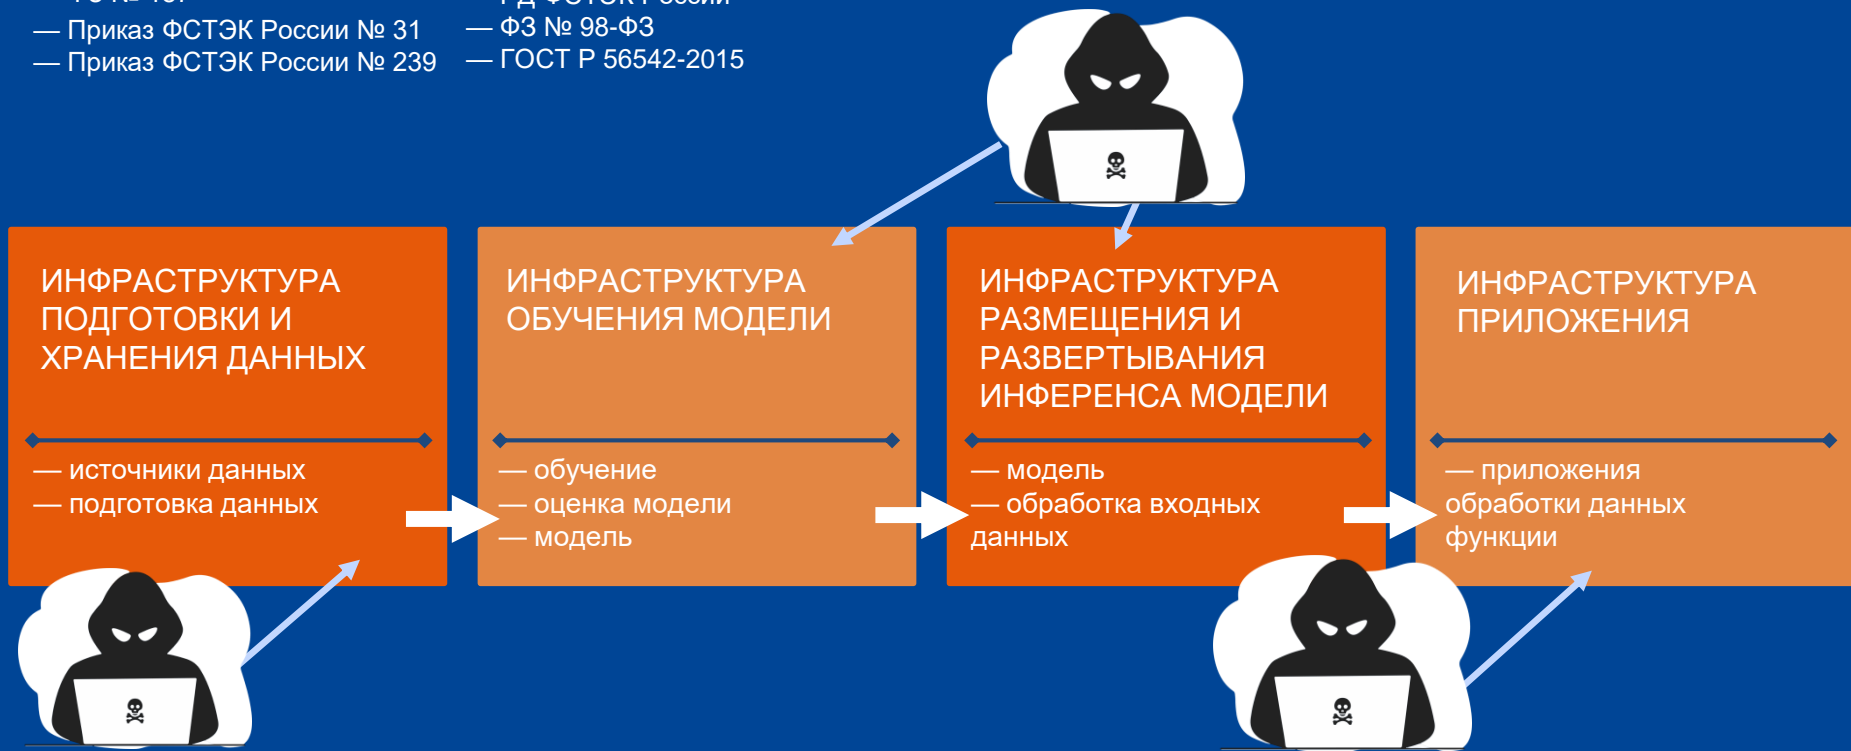 — Приказ ФСТЭК России № 31
— Приказ ФСТЭК России № 239
— ФЗ № 98-ФЗ
— ГОСТ Р 56542-2015
ИНФРАСТРУКТУРА
ПОДГОТОВКИ И
ХРАНЕНИЯ ДАННЫХ
— источники данных
— подготовка данных
ИНФРАСТРУКТУРА
ОБУЧЕНИЯ МОДЕЛИ
— обучение
— оценка модели
— модель
ИНФРАСТРУКТУРА
РАЗМЕЩЕНИЯ И
РАЗВЕРТЫВАНИЯ
ИНФЕРЕНСА МОДЕЛИ
— модель
— обработка входных
данных
ИНФРАСТРУКТУРА
ПРИЛОЖЕНИЯ
— приложения
обработки данных
функции